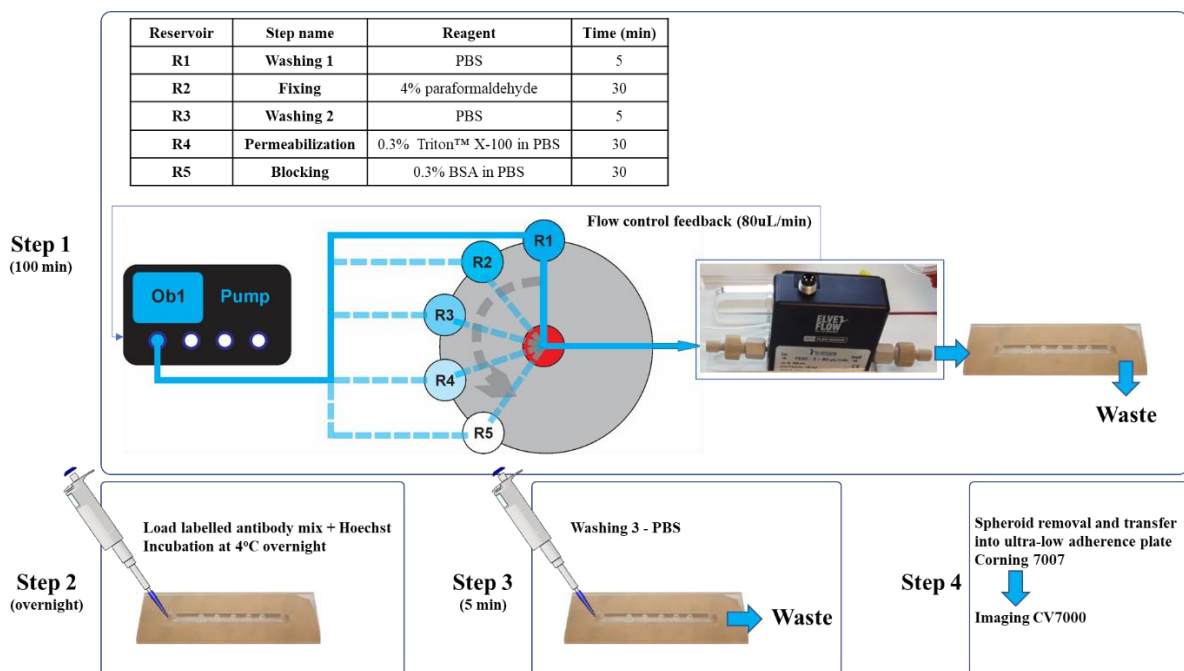 Reservoir Step name Reagent Time (min)
R1 Washing 1 PBS 5
R2 Fixing 4% paraformaldehyde 30
R3 Washing 2 PBS 5
R4 Permeabilization 0.3% Triton™ X-100 in PBS 30
R5 Blocking 0.3% BSA in PBS 30
Flow control feedback (80uL/min)
Step 1
(100 min)
Ob1 Pump
R1
R2
R3
R4
R5
ELVE FLOW
FLOW SENSOR
Waste
Step 2
(overnight)
Load labelled antibody mix + Hoechst
Incubation at 4°C overnight
Step 3
(5 min)
Washing 3 - PBS
Waste
Step 4
Spheroid removal and transfer
into ultra-low adherence plate
Corning 7007
Imaging CV7000